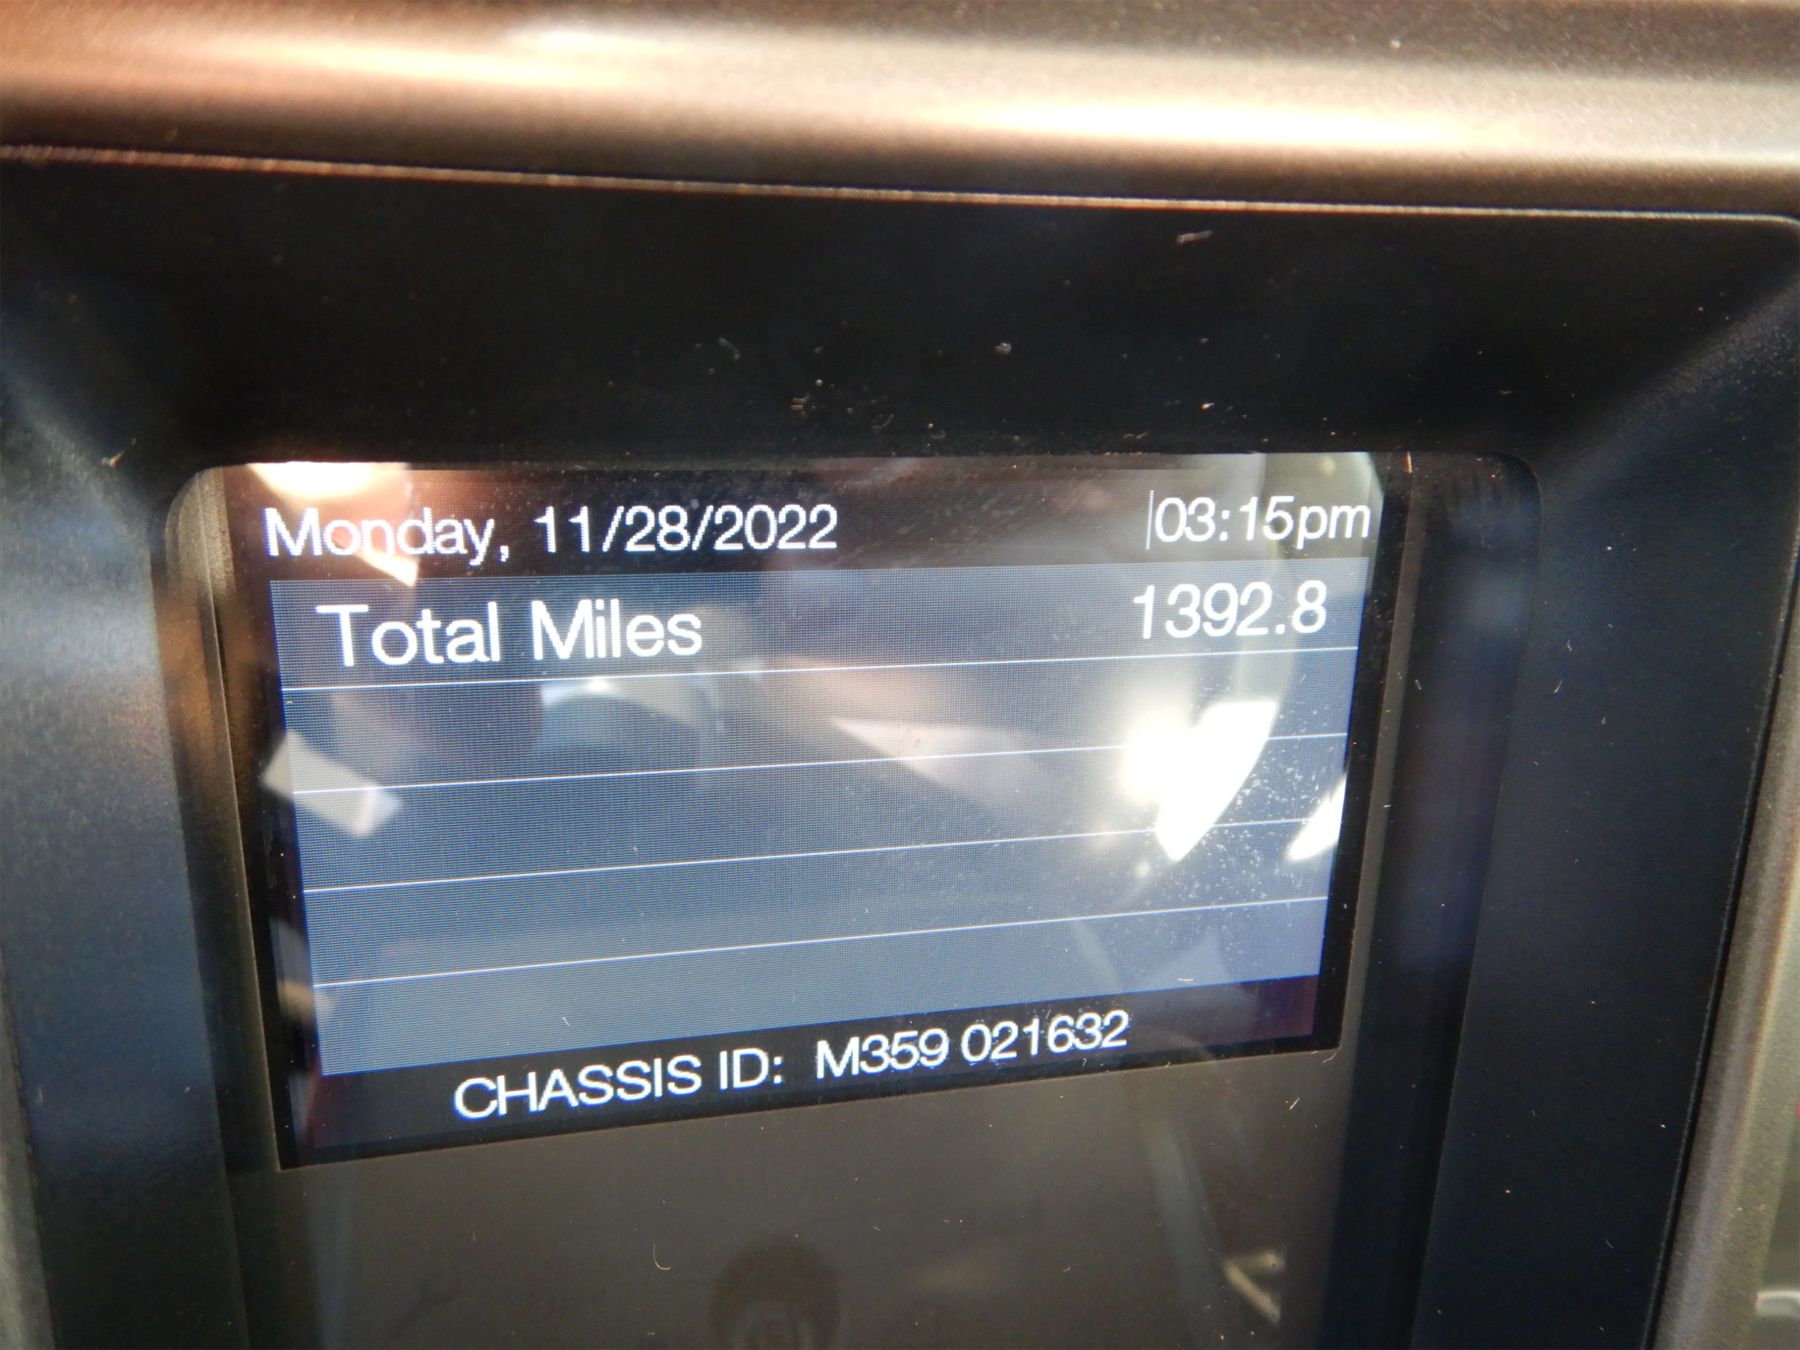 Monday, 11/28/2022 03:15pm
Total Miles 1392.8
CHASSIS ID: M359 021632